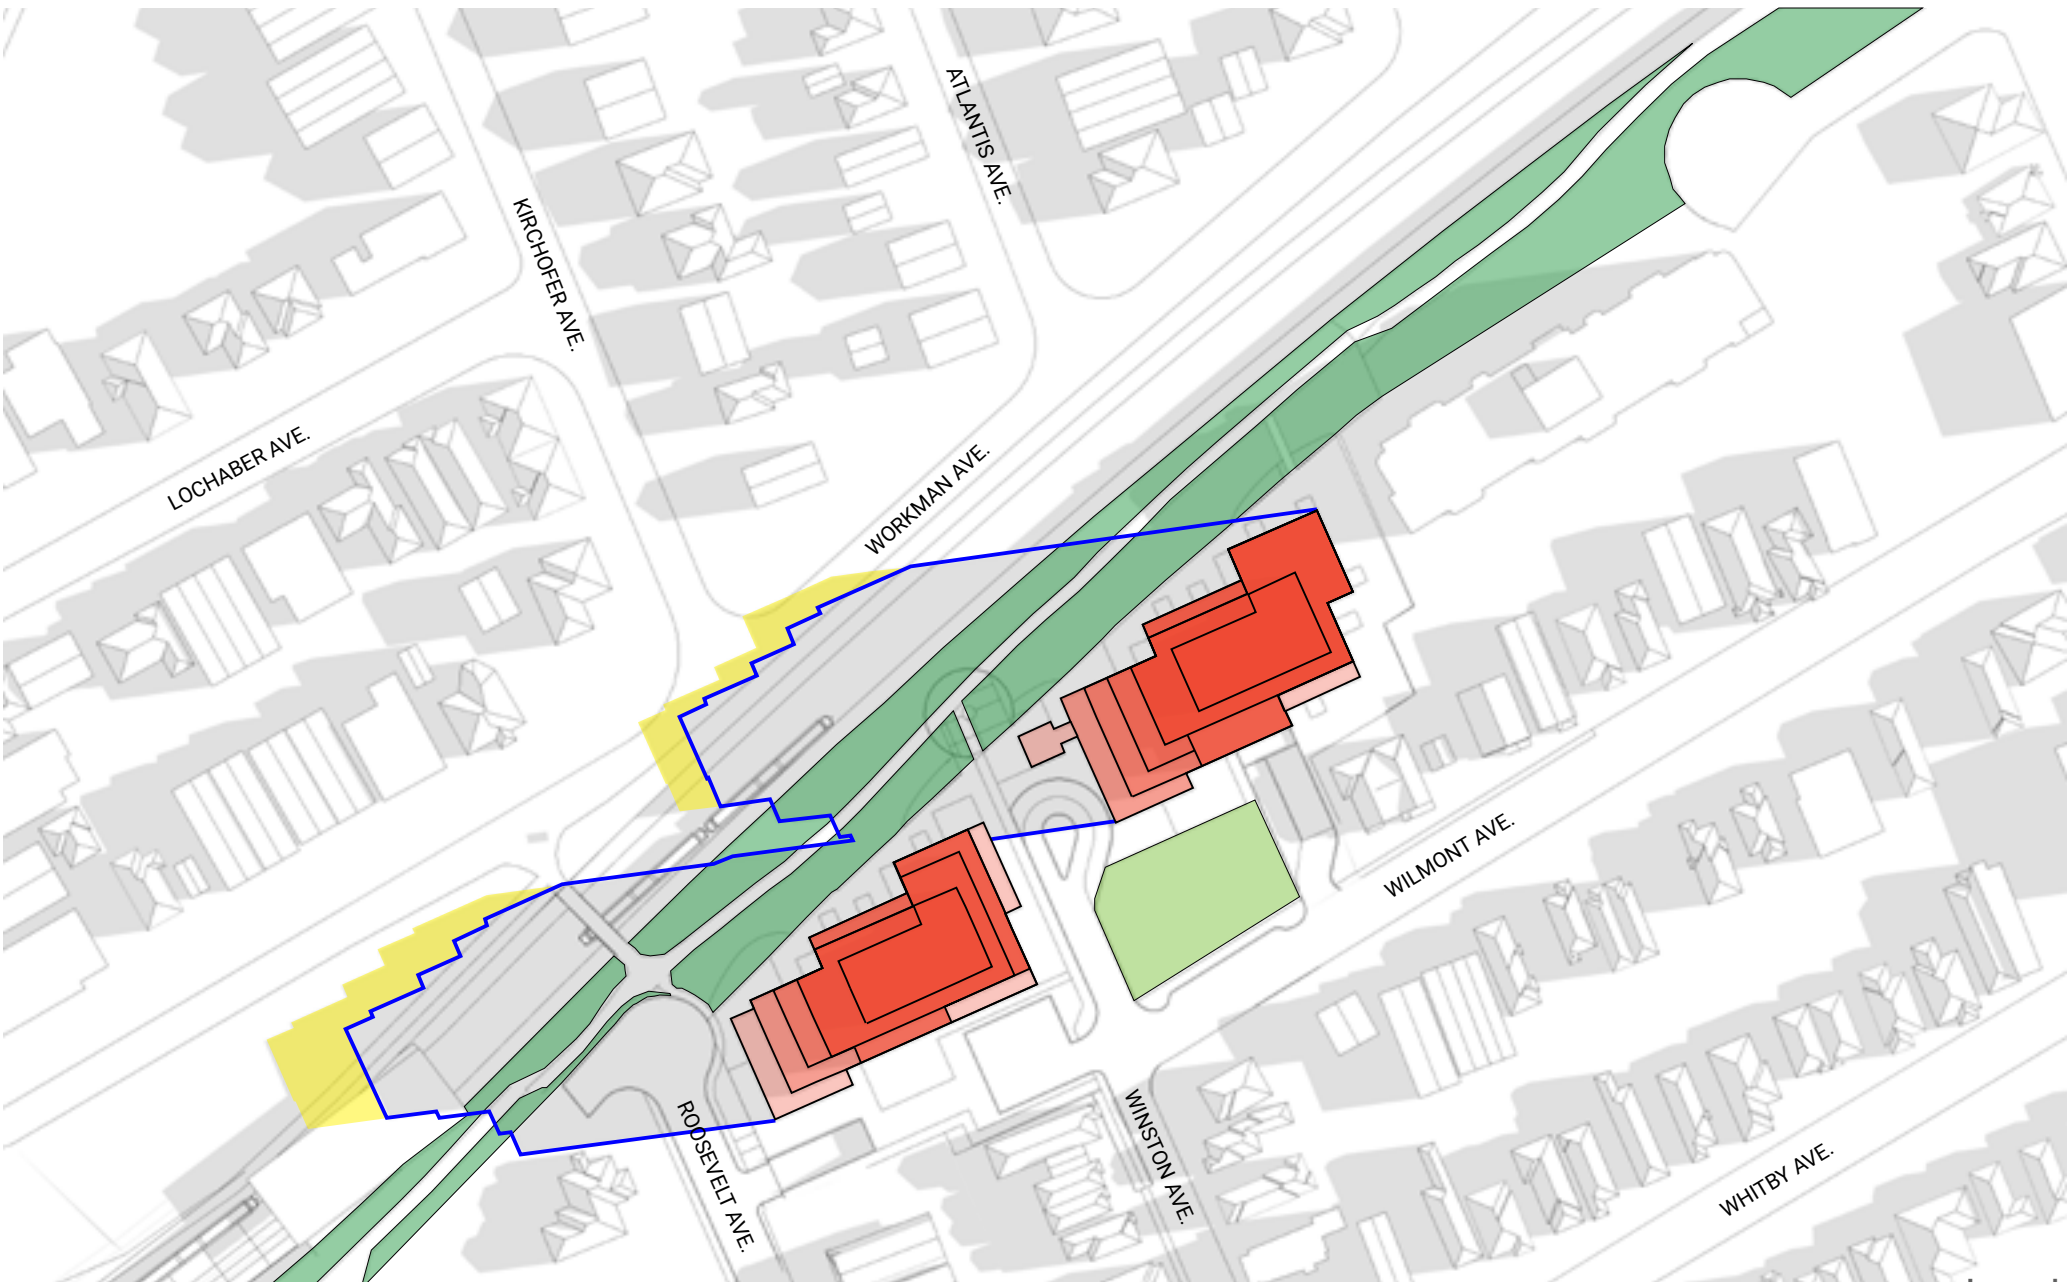 ATLANTIS AVE.
KIRCHOFER AVE.
LOCHABER AVE.
WORKMAN AVE.
WILMONT AVE.
ROOSEVELT AVE.
WINSTON AVE.
WHITBY AVE.